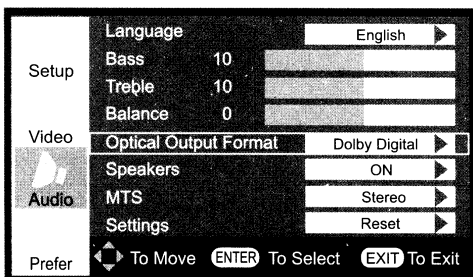 Setup
Video
Audio
Prefer
Language English
Bass 10
Treble 10
Balance 0
Optical Output Format Dolby Digital
Speakers ON
MTS Stereo
Settings Reset
To Move ENTER To Select EXIT To Exit